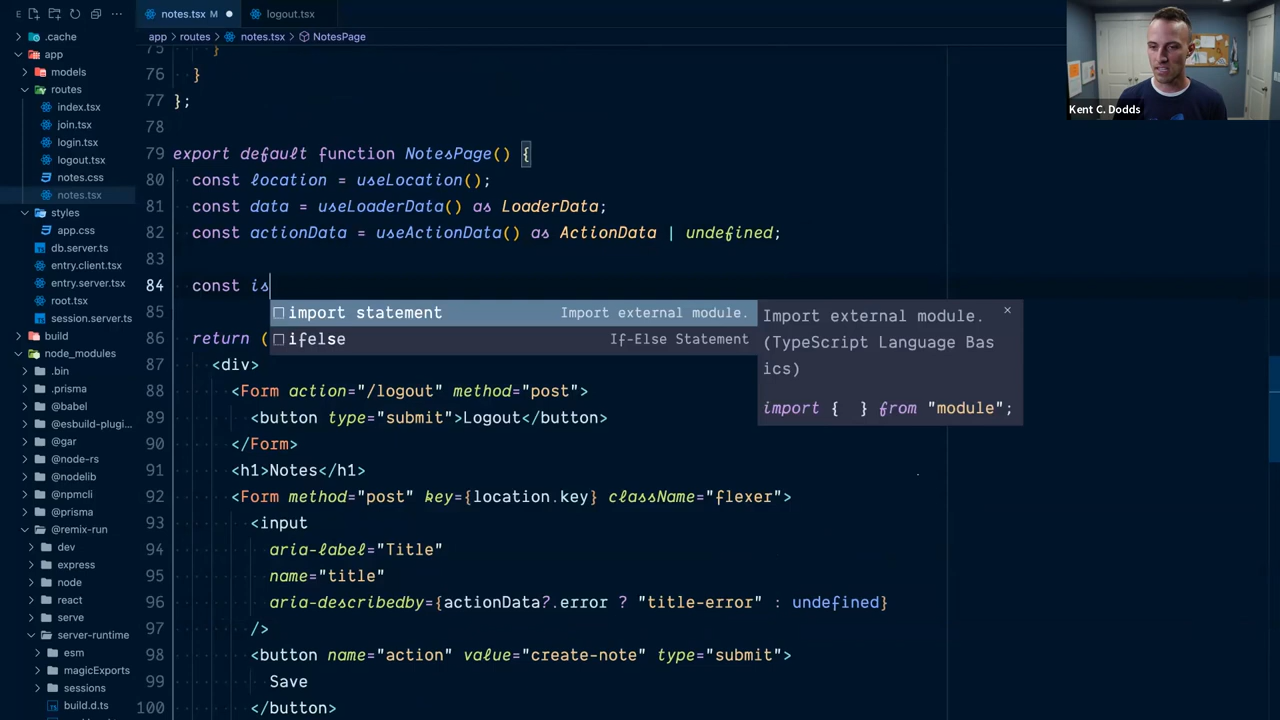 E
notes.tsx M
logout.tsx
Kent C. Dodds
app › routes › notes.tsx › NotesPage
.cache
app
models
routes
index.tsx
join.tsx
login.tsx
logout.tsx
notes.css
notes.tsx
styles
app.css
db.server.ts
entry.client.tsx
entry.server.tsx
root.tsx
session.server.ts
build
node_modules
.bin
.prisma
@babel
@esbuild-plugi...
@gar
@node-rs
@nodelib
@npmcli
@prisma
@remix-run
dev
express
node
react
serve
server-runtime
esm
magicExports
sessions
build.d.ts
75 }
76 }
77 };
78
79 export default function NotesPage() {
80 const location = useLocation();
81 const data = useLoaderData() as LoaderData;
82 const actionData = useActionData() as ActionData | undefined;
83
84 const is
import statement Import external module.
ifelse If-Else Statement
Import external module.
(TypeScript Language Bas
ics)
import { } from "module";
85
86 return (
87 <div>
88 <Form action="/logout" method="post">
89 <button type="submit">Logout</button>
90 </Form>
91 <h1>Notes</h1>
92 <Form method="post" key={location.key} className="flexer">
93 <input
94 aria-label="Title"
95 name="title"
96 aria-describedby={actionData?.error ? "title-error" : undefined}
97 />
98 <button name="action" value="create-note" type="submit">
99 Save
100 </button>